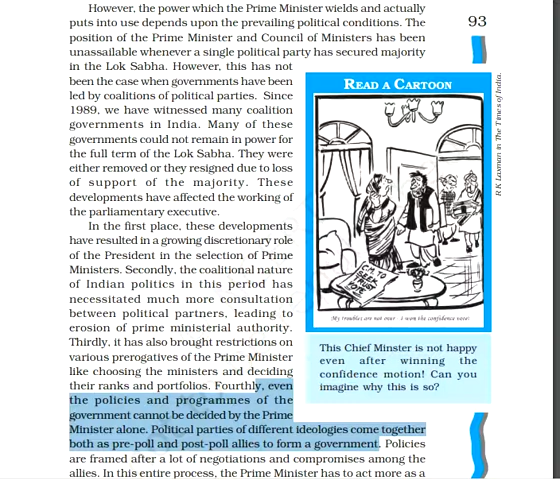 However, the power which the Prime Minister wields and actually
puts into use depends upon the prevailing political conditions. The
position of the Prime Minister and Council of Ministers has been
unassailable whenever a single political party has secured majority
in the Lok Sabha. However, this has not
been the case when governments have been
led by coalitions of political parties. Since
1989, we have witnessed many coalition
governments in India. Many of these
governments could not remain in power for
the full term of the Lok Sabha. They were
either removed or they resigned due to loss
of support of the majority. These
developments have affected the working of
the parliamentary executive.
In the first place, these developments
have resulted in a growing discretionary role
of the President in the selection of Prime
Ministers. Secondly, the coalitional nature
of Indian politics in this period has
necessitated much more consultation
between political partners, leading to
erosion of prime ministerial authority.
Thirdly, it has also brought restrictions on
various prerogatives of the Prime Minister
like choosing the ministers and deciding
their ranks and portfolios. Fourthly, even
the policies and programmes of the
government cannot be decided by the Prime
Minister alone. Political parties of different ideologies come together
both as pre-poll and post-poll allies to form a government. Policies
are framed after a lot of negotiations and compromises among the
allies. In this entire process, the Prime Minister has to act more as a
93
READ A CARTOON
C.M. TO
SEEK
TRUST
VOTE
My troubles are not over - I won the confidence vote!
R K Laxman in The Times of India.
This Chief Minster is not happy
even after winning the
confidence motion! Can you
imagine why this is so?